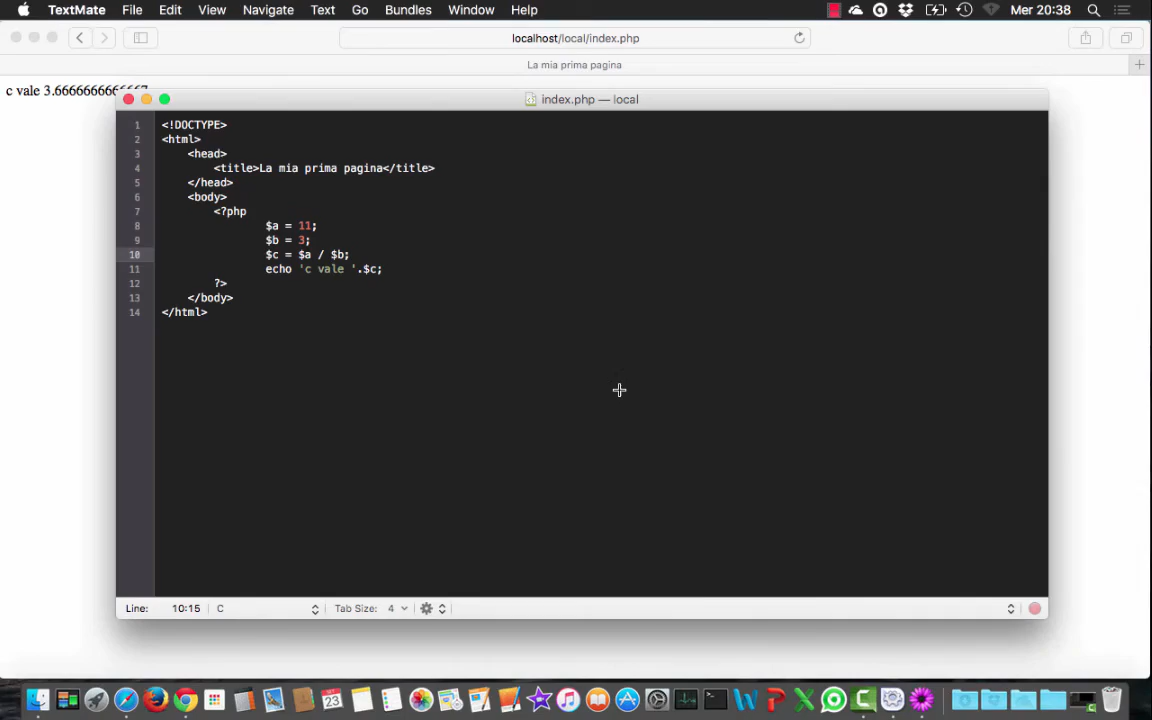 TextMate File Edit View Navigate Text Go Bundles Window Help Mer 20:38
localhost/local/index.php
La mia prima pagina
c vale 3.6666666666667
index.php — local
1 <!DOCTYPE>
2 <html>
3 <head>
4 <title>La mia prima pagina</title>
5 </head>
6 <body>
7 <?php
8 $a = 11;
9 $b = 3;
10 $c = $a / $b;
11 echo 'c vale '.$c;
12 ?>
13 </body>
14 </html>
Line: 10:15 C Tab Size: 4
23